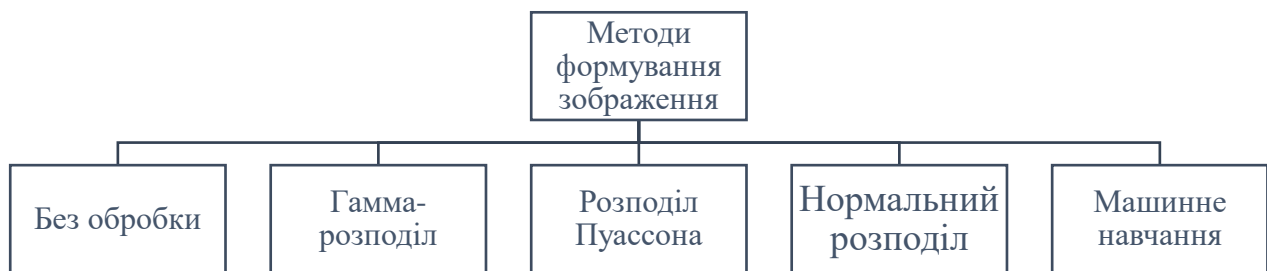 Методи
формування
зображення
Без обробки
Гамма-
розподіл
Розподіл
Пуассона
Нормальний
розподіл
Машинне
навчання